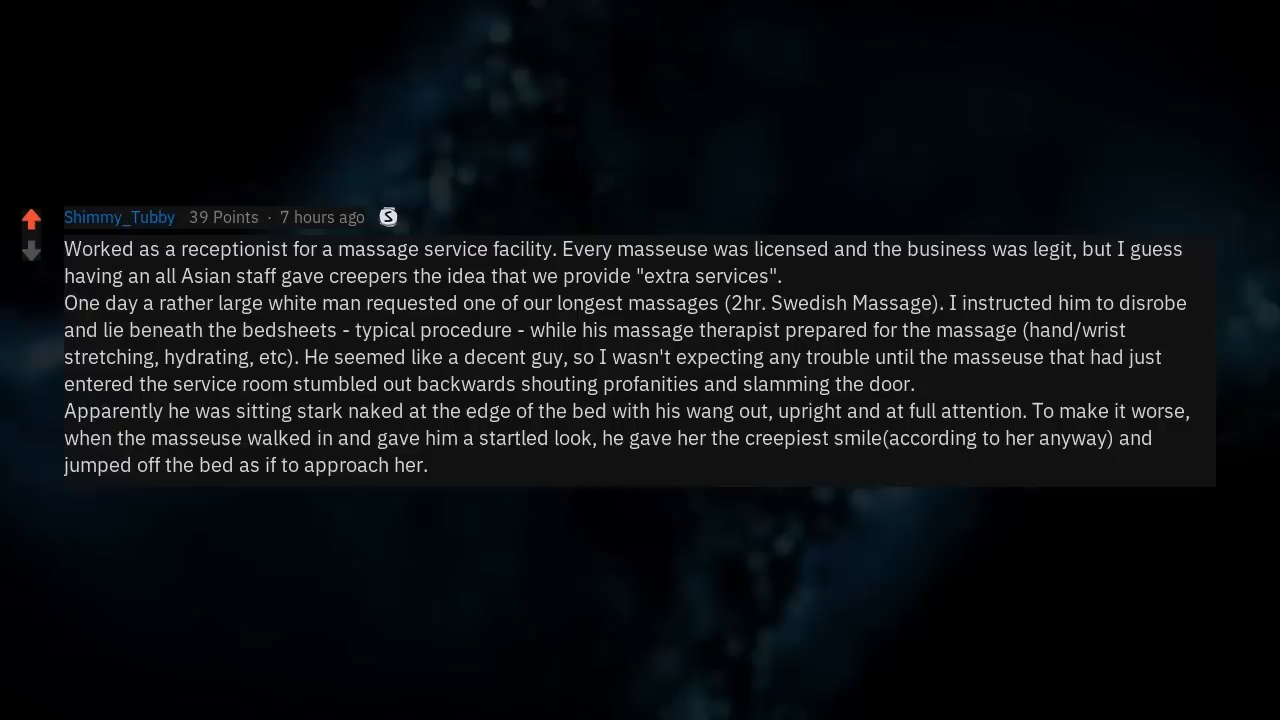 Shimmy_Tubby 39 Points · 7 hours ago S
Worked as a receptionist for a massage service facility. Every masseuse was licensed and the business was legit, but I guess
having an all Asian staff gave creepers the idea that we provide "extra services".
One day a rather large white man requested one of our longest massages (2hr. Swedish Massage). I instructed him to disrobe
and lie beneath the bedsheets - typical procedure - while his massage therapist prepared for the massage (hand/wrist
stretching, hydrating, etc). He seemed like a decent guy, so I wasn't expecting any trouble until the masseuse that had just
entered the service room stumbled out backwards shouting profanities and slamming the door.
Apparently he was sitting stark naked at the edge of the bed with his wang out, upright and at full attention. To make it worse,
when the masseuse walked in and gave him a startled look, he gave her the creepiest smile(according to her anyway) and
jumped off the bed as if to approach her.